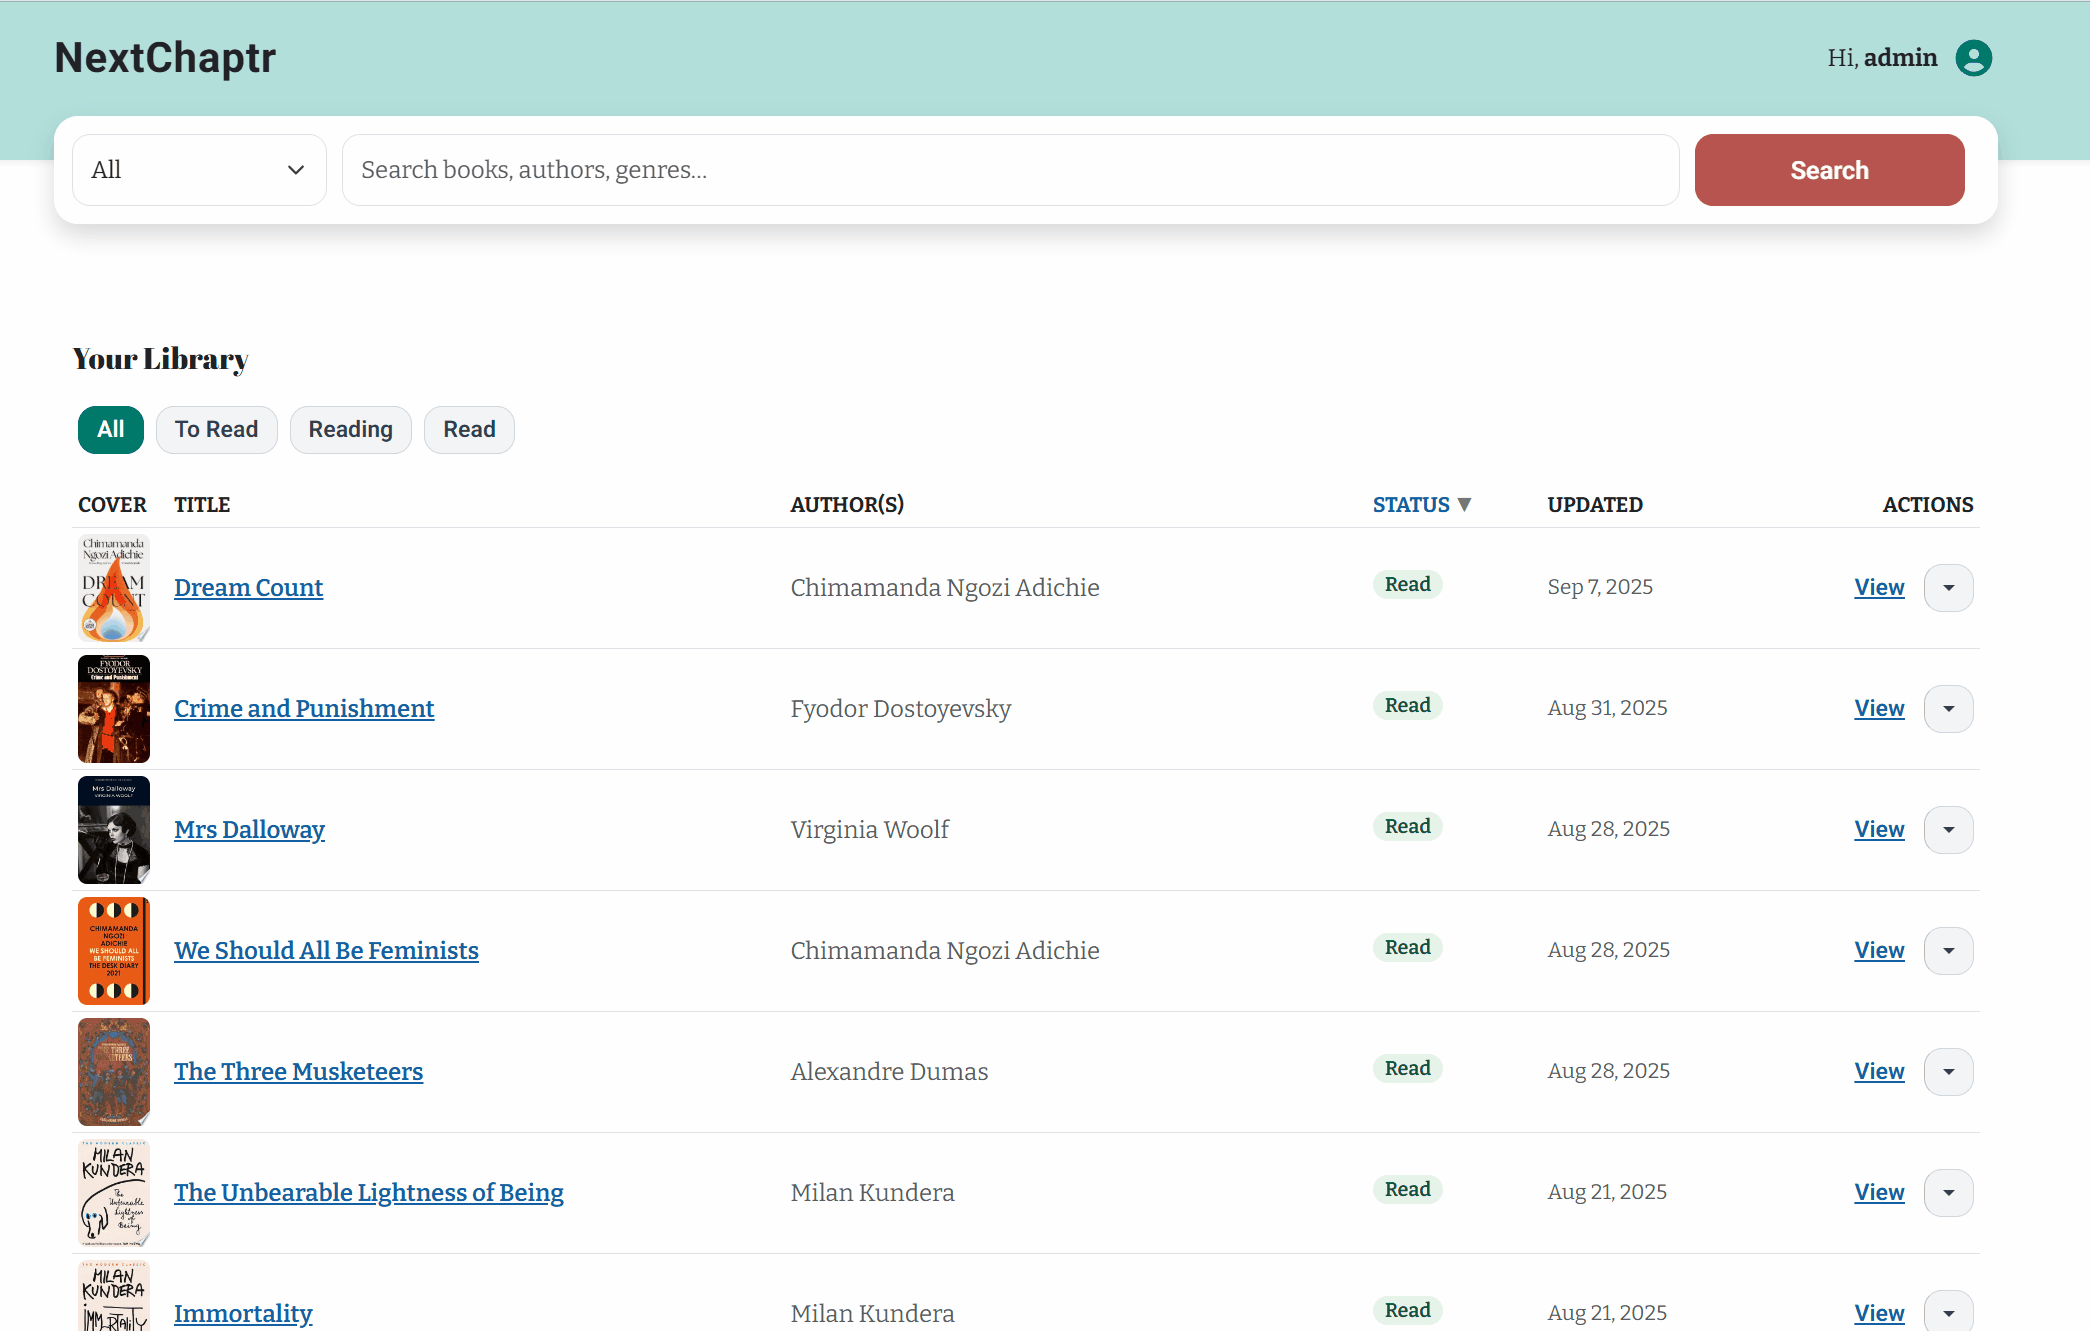 NextChaptr
Hi, admin
All
Search books, authors, genres...
Search
Your Library
All
To Read
Reading
Read
COVER TITLE AUTHOR(S) STATUS ▼ UPDATED ACTIONS
Chimamanda
Ngozi Adichie
DREAM
COUNT
Dream Count Chimamanda Ngozi Adichie Read Sep 7, 2025 View
FYODOR
DOSTOYEVSKY
Crime and Punishment
Crime and Punishment Fyodor Dostoyevsky Read Aug 31, 2025 View
Mrs Dalloway
VIRGINIA WOOLF
Mrs Dalloway Virginia Woolf Read Aug 28, 2025 View
CHIMAMANDA
NGOZI
ADICHIE
WE SHOULD ALL
BE FEMINISTS
THE DESK DIARY
2021
We Should All Be Feminists Chimamanda Ngozi Adichie Read Aug 28, 2025 View
THE THREE
The Three Musketeers Alexandre Dumas Read Aug 28, 2025 View
MILAN
KUNDERA
The
Unbearable
Lightness
of
Being
The Unbearable Lightness of Being Milan Kundera Read Aug 21, 2025 View
MILAN
KUNDERA
IMMORTALITY
Immortality Milan Kundera Read Aug 21, 2025 View